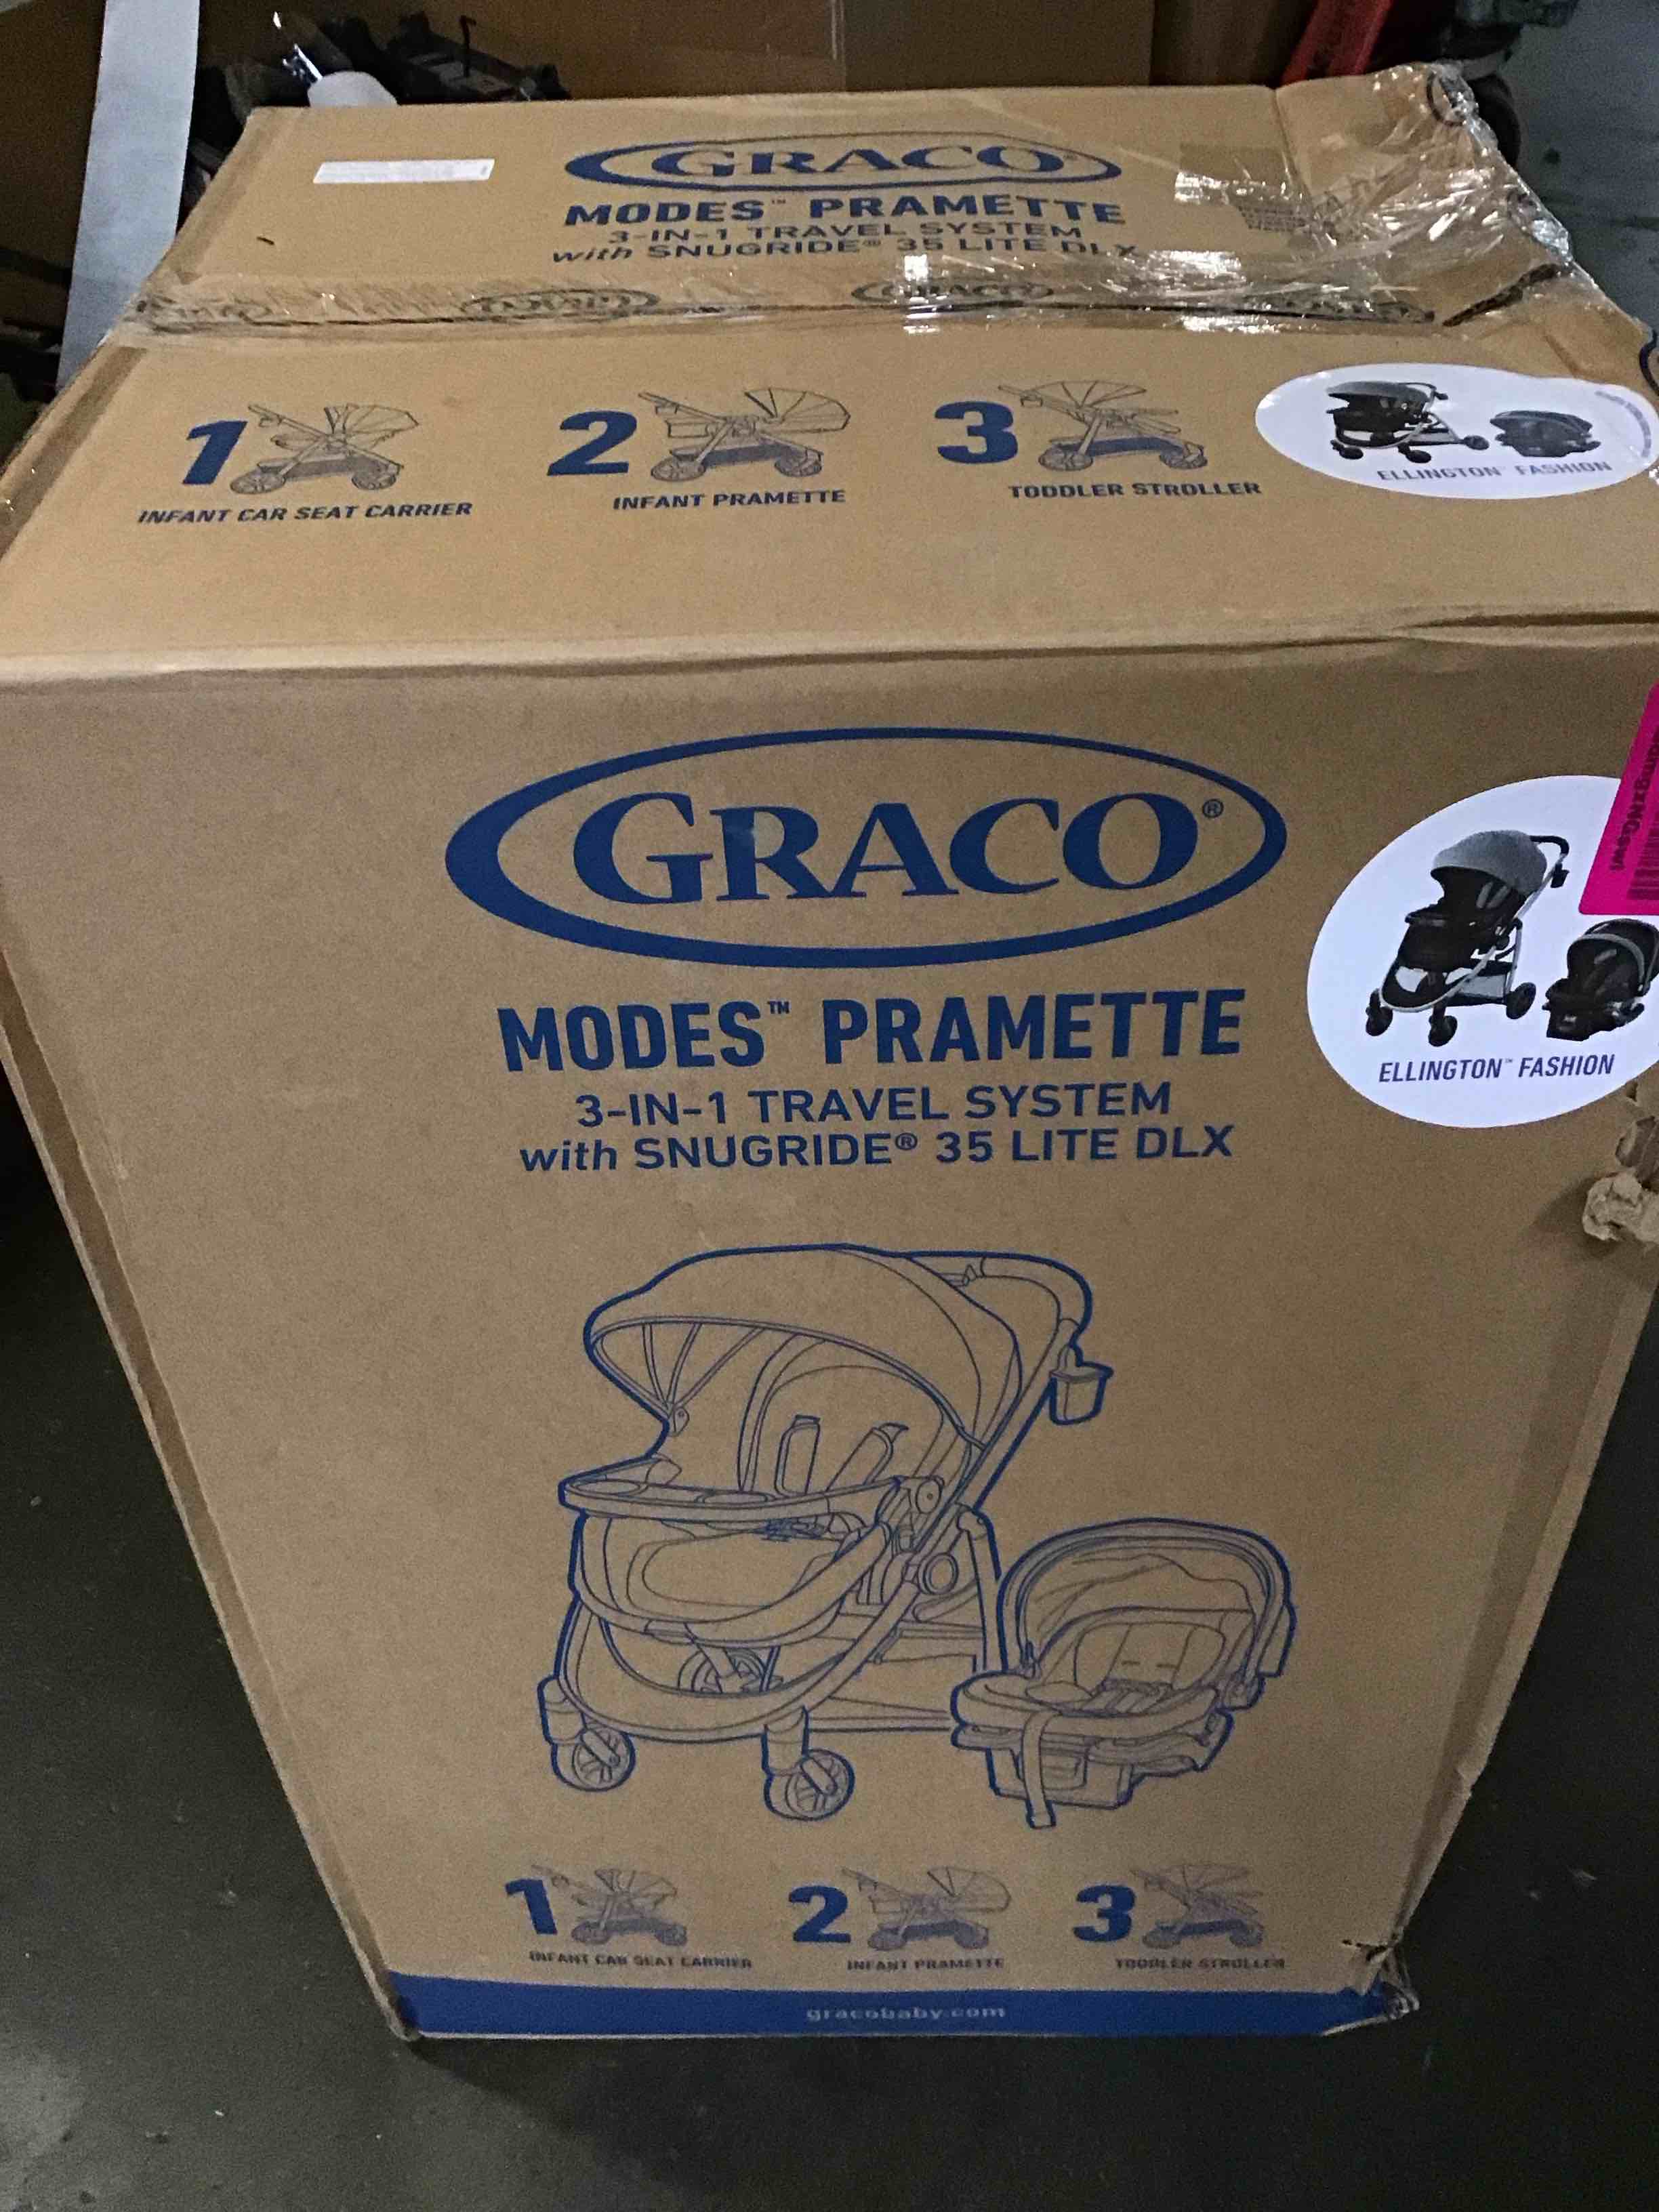 GRACO
MODES™ PRAMETTE
3-IN-1 TRAVEL SYSTEM
with SNUGRIDE® 35 LITE DLX
GRACO GRACO
1 2 3
INFANT CAR SEAT CARRIER INFANT PRAMETTE TODDLER STROLLER
ELLINGTON™ FASHION
GRACO®
MODES™ PRAMETTE
3-IN-1 TRAVEL SYSTEM
with SNUGRIDE® 35 LITE DLX
ELLINGTON™ FASHION
1 2 3
INFANT CAR SEAT CARRIER INFANT PRAMETTE TODDLER STROLLER
gracobaby.com